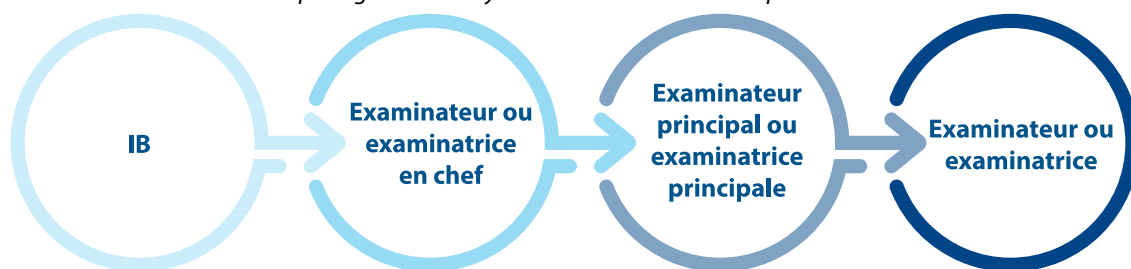 IB
Examinateur ou
examinatrice
en chef
Examinateur
principal ou
examinatrice
principale
Examinateur ou
examinatrice